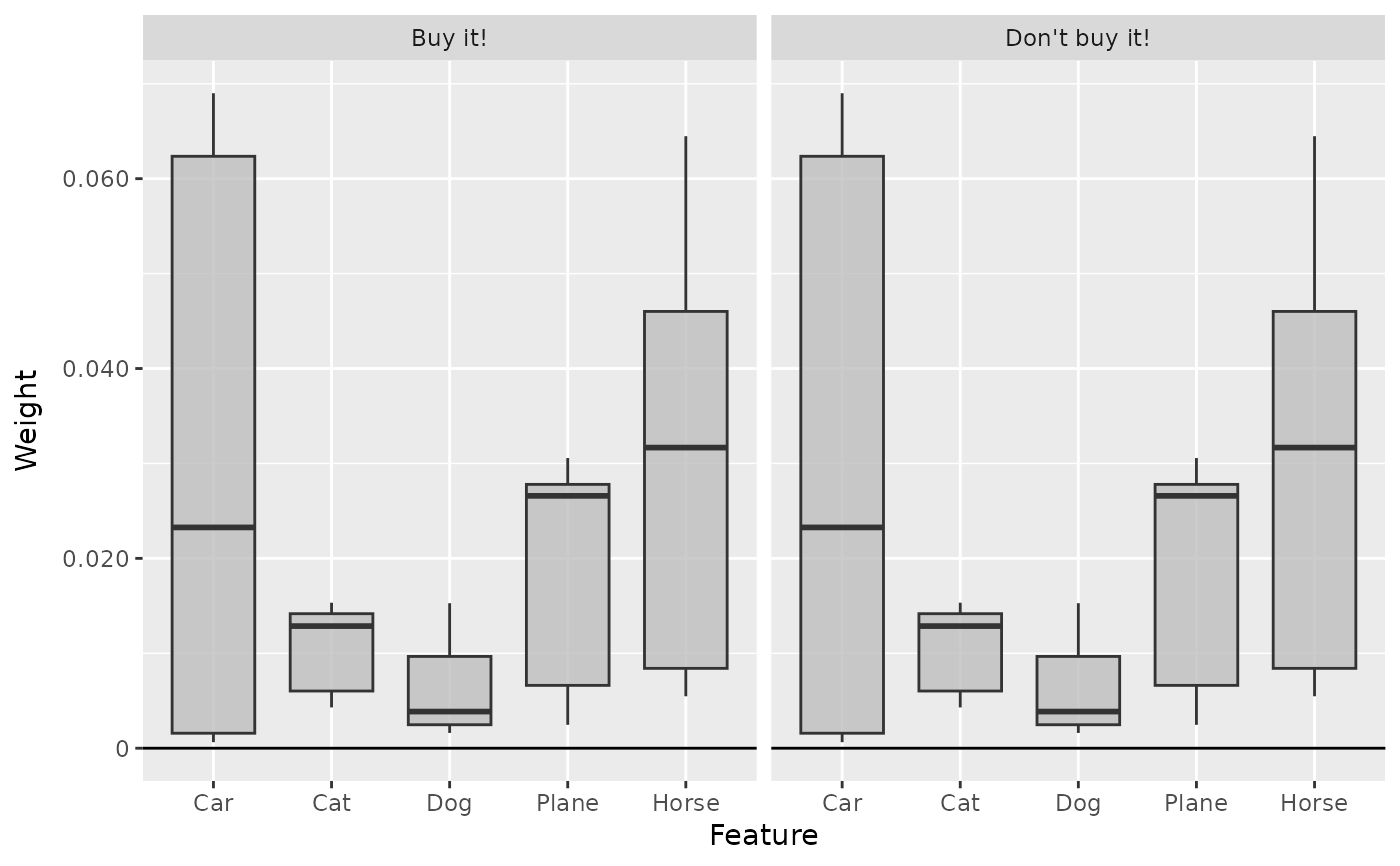 Buy it!
Don't buy it!
Weight
0.060
0.040
0.020
0
Car Cat Dog Plane Horse
Car Cat Dog Plane Horse
Feature